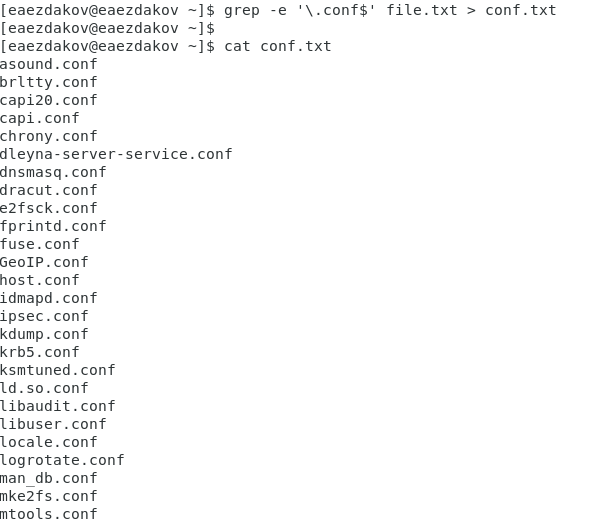 [eaezdakov@eaezdakov ~]$ grep -e '\.conf$' file.txt > conf.txt
[eaezdakov@eaezdakov ~]$
[eaezdakov@eaezdakov ~]$ cat conf.txt
asound.conf
brltty.conf
capi20.conf
capi.conf
chrony.conf
dleyna-server-service.conf
dnsmasq.conf
dracut.conf
e2fsck.conf
fprintd.conf
fuse.conf
GeoIP.conf
host.conf
idmapd.conf
ipsec.conf
kdump.conf
krb5.conf
ksmtuned.conf
ld.so.conf
libaudit.conf
libuser.conf
locale.conf
logrotate.conf
man_db.conf
mke2fs.conf
mtools.conf